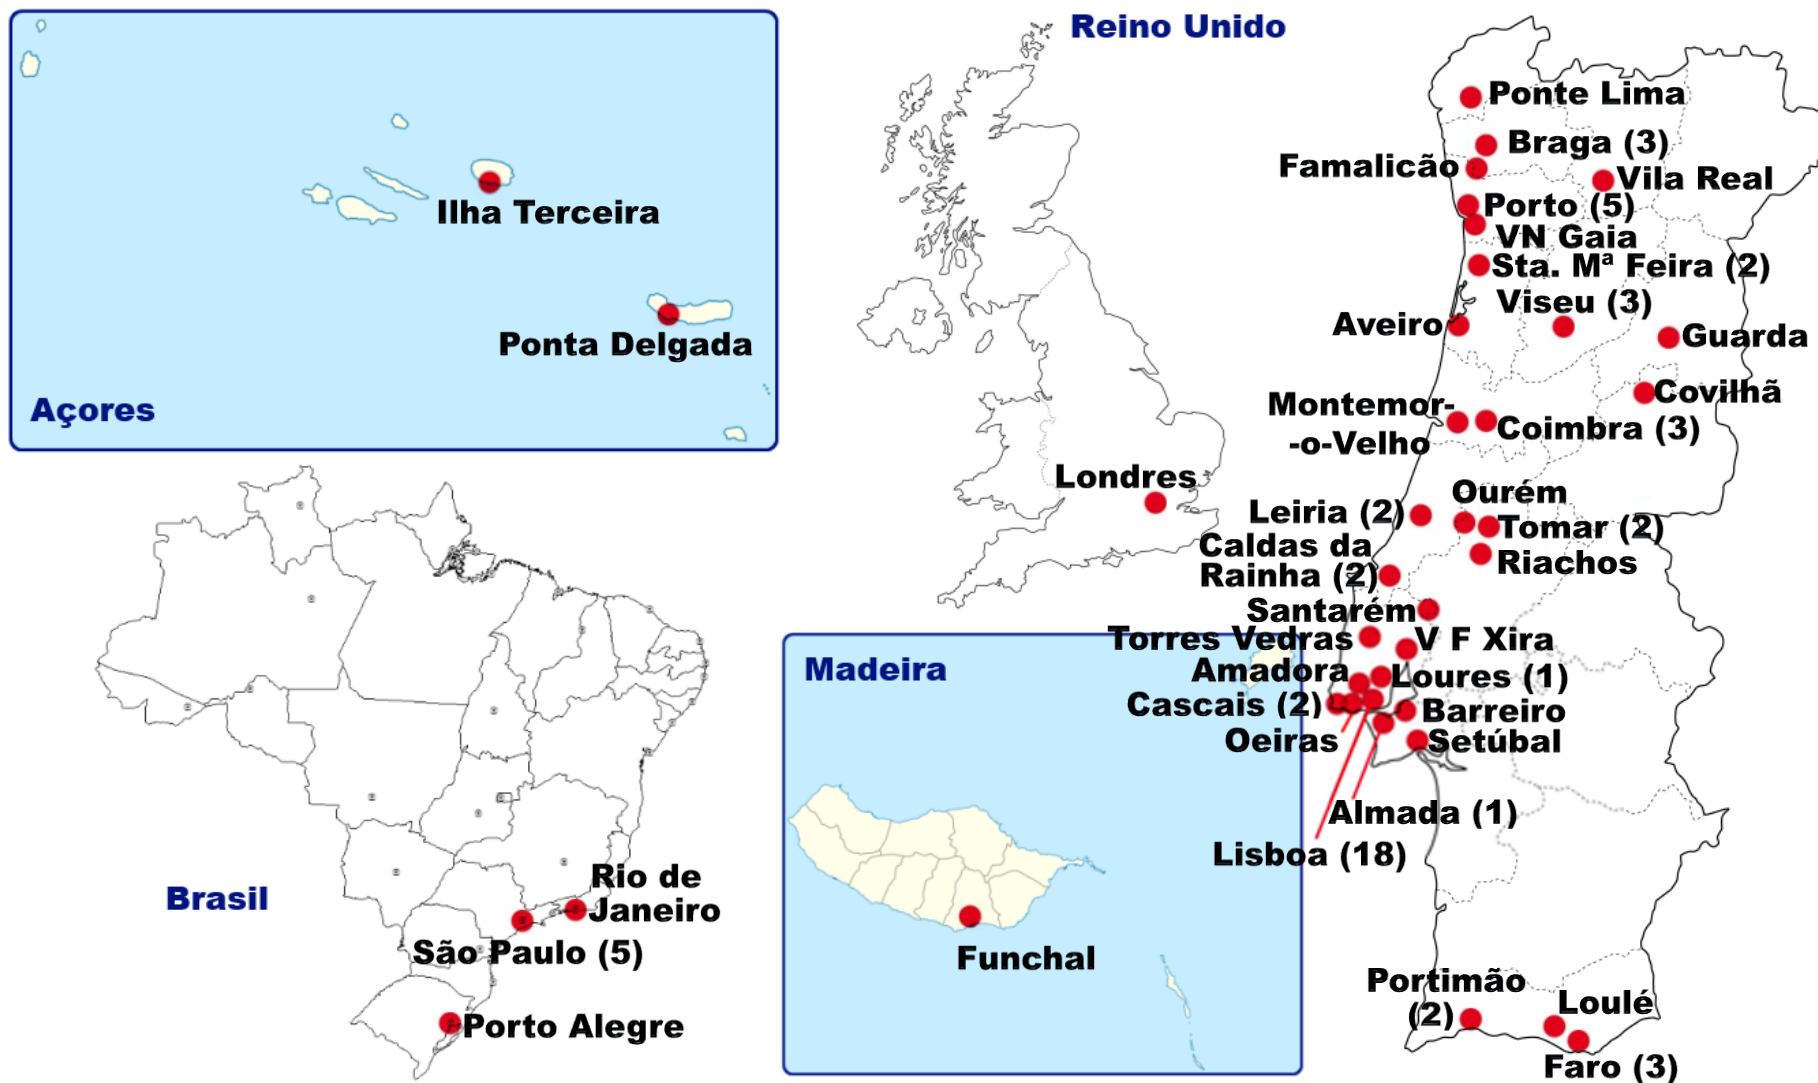 Reino Unido
Ponte Lima
Braga (3)
Famalicão
Vila Real
Porto (5)
VN Gaia
Sta. Mª Feira (2)
Viseu (3)
Aveiro
Guarda
Covilhã
Montemor-
-o-Velho
Coimbra (3)
Ilha Terceira
Ponta Delgada
Açores
Londres
Ourém
Leiria (2)
Tomar (2)
Caldas da
Rainha (2)
Riachos
Santarém
Torres Vedras
V F Xira
Madeira
Amadora
Loures (1)
Cascais (2)
Barreiro
Oeiras
Setúbal
Almada (1)
Lisboa (18)
Brasil
Rio de
Janeiro
São Paulo (5)
Porto Alegre
Funchal
Portimão
(2)
Loulé
Faro (3)